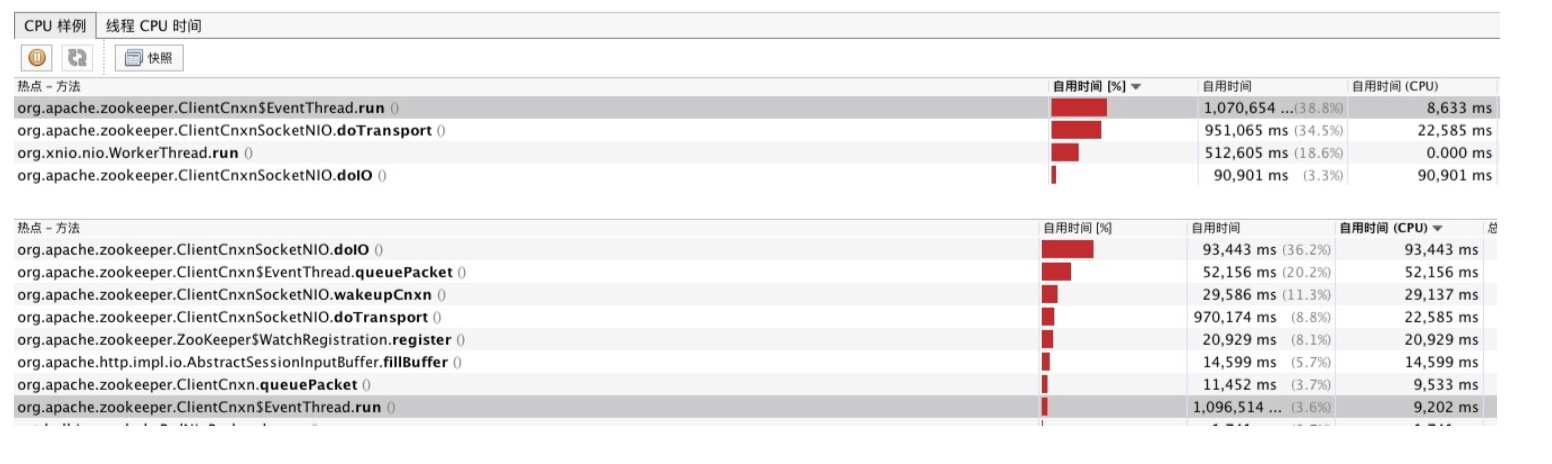 CPU 样例 线程 CPU 时间
快照
热点 – 方法 自用时间 [%] 自用时间 自用时间 (CPU)
org.apache.zookeeper.ClientCnxn$EventThread.run () 1,070,654 ...(38.8%) 8,633 ms
org.apache.zookeeper.ClientCnxnSocketNIO.doTransport () 951,065 ms (34.5%) 22,585 ms
org.xnio.nio.WorkerThread.run () 512,605 ms (18.6%) 0.000 ms
org.apache.zookeeper.ClientCnxnSocketNIO.doIO () 90,901 ms (3.3%) 90,901 ms
热点 – 方法 自用时间 [%] 自用时间 自用时间 (CPU) 总
org.apache.zookeeper.ClientCnxnSocketNIO.doIO () 93,443 ms (36.2%) 93,443 ms
org.apache.zookeeper.ClientCnxn$EventThread.queuePacket () 52,156 ms (20.2%) 52,156 ms
org.apache.zookeeper.ClientCnxnSocketNIO.wakeupCnxn () 29,586 ms (11.3%) 29,137 ms
org.apache.zookeeper.ClientCnxnSocketNIO.doTransport () 970,174 ms (8.8%) 22,585 ms
org.apache.zookeeper.ZooKeeper$WatchRegistration.register () 20,929 ms (8.1%) 20,929 ms
org.apache.http.impl.io.AbstractSessionInputBuffer.fillBuffer () 14,599 ms (5.7%) 14,599 ms
org.apache.zookeeper.ClientCnxn.queuePacket () 11,452 ms (3.7%) 9,533 ms
org.apache.zookeeper.ClientCnxn$EventThread.run () 1,096,514 ... (3.6%) 9,202 ms